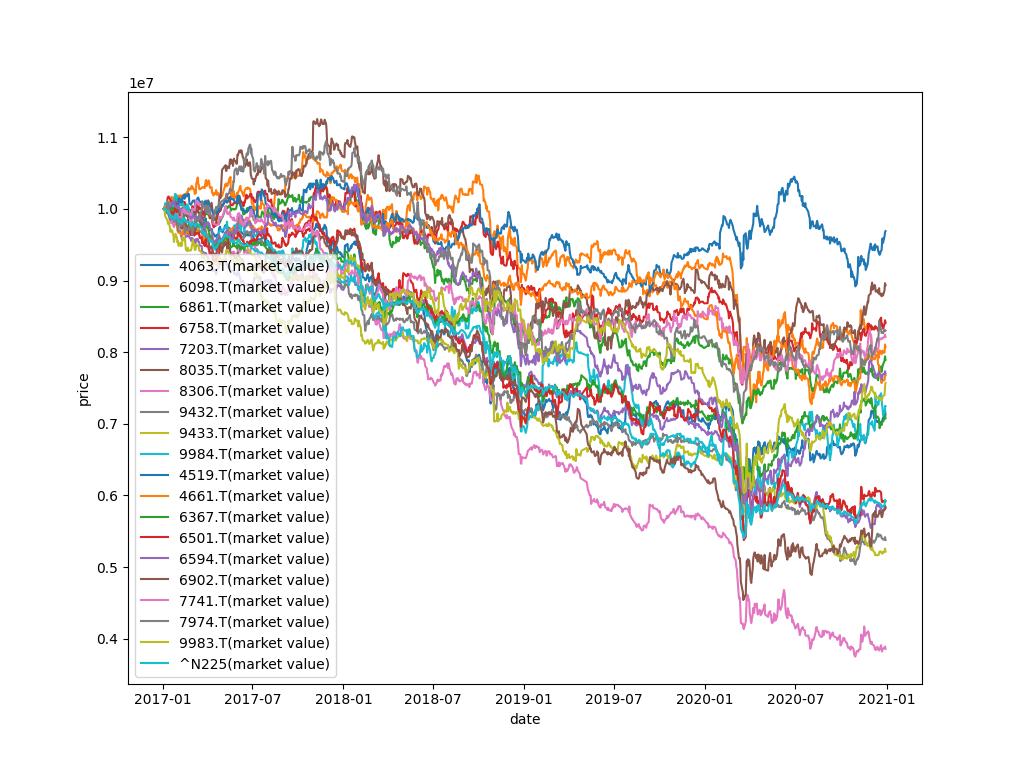 1e7
1.1
1.0
0.9
0.8
0.7
0.6
0.5
0.4
price
4063.T(market value)
6098.T(market value)
6861.T(market value)
6758.T(market value)
7203.T(market value)
8035.T(market value)
8306.T(market value)
9432.T(market value)
9433.T(market value)
9984.T(market value)
4519.T(market value)
4661.T(market value)
6367.T(market value)
6501.T(market value)
6594.T(market value)
6902.T(market value)
7741.T(market value)
7974.T(market value)
9983.T(market value)
^N225(market value)
2017-01 2017-07 2018-01 2018-07 2019-01 2019-07 2020-01 2020-07 2021-01
date